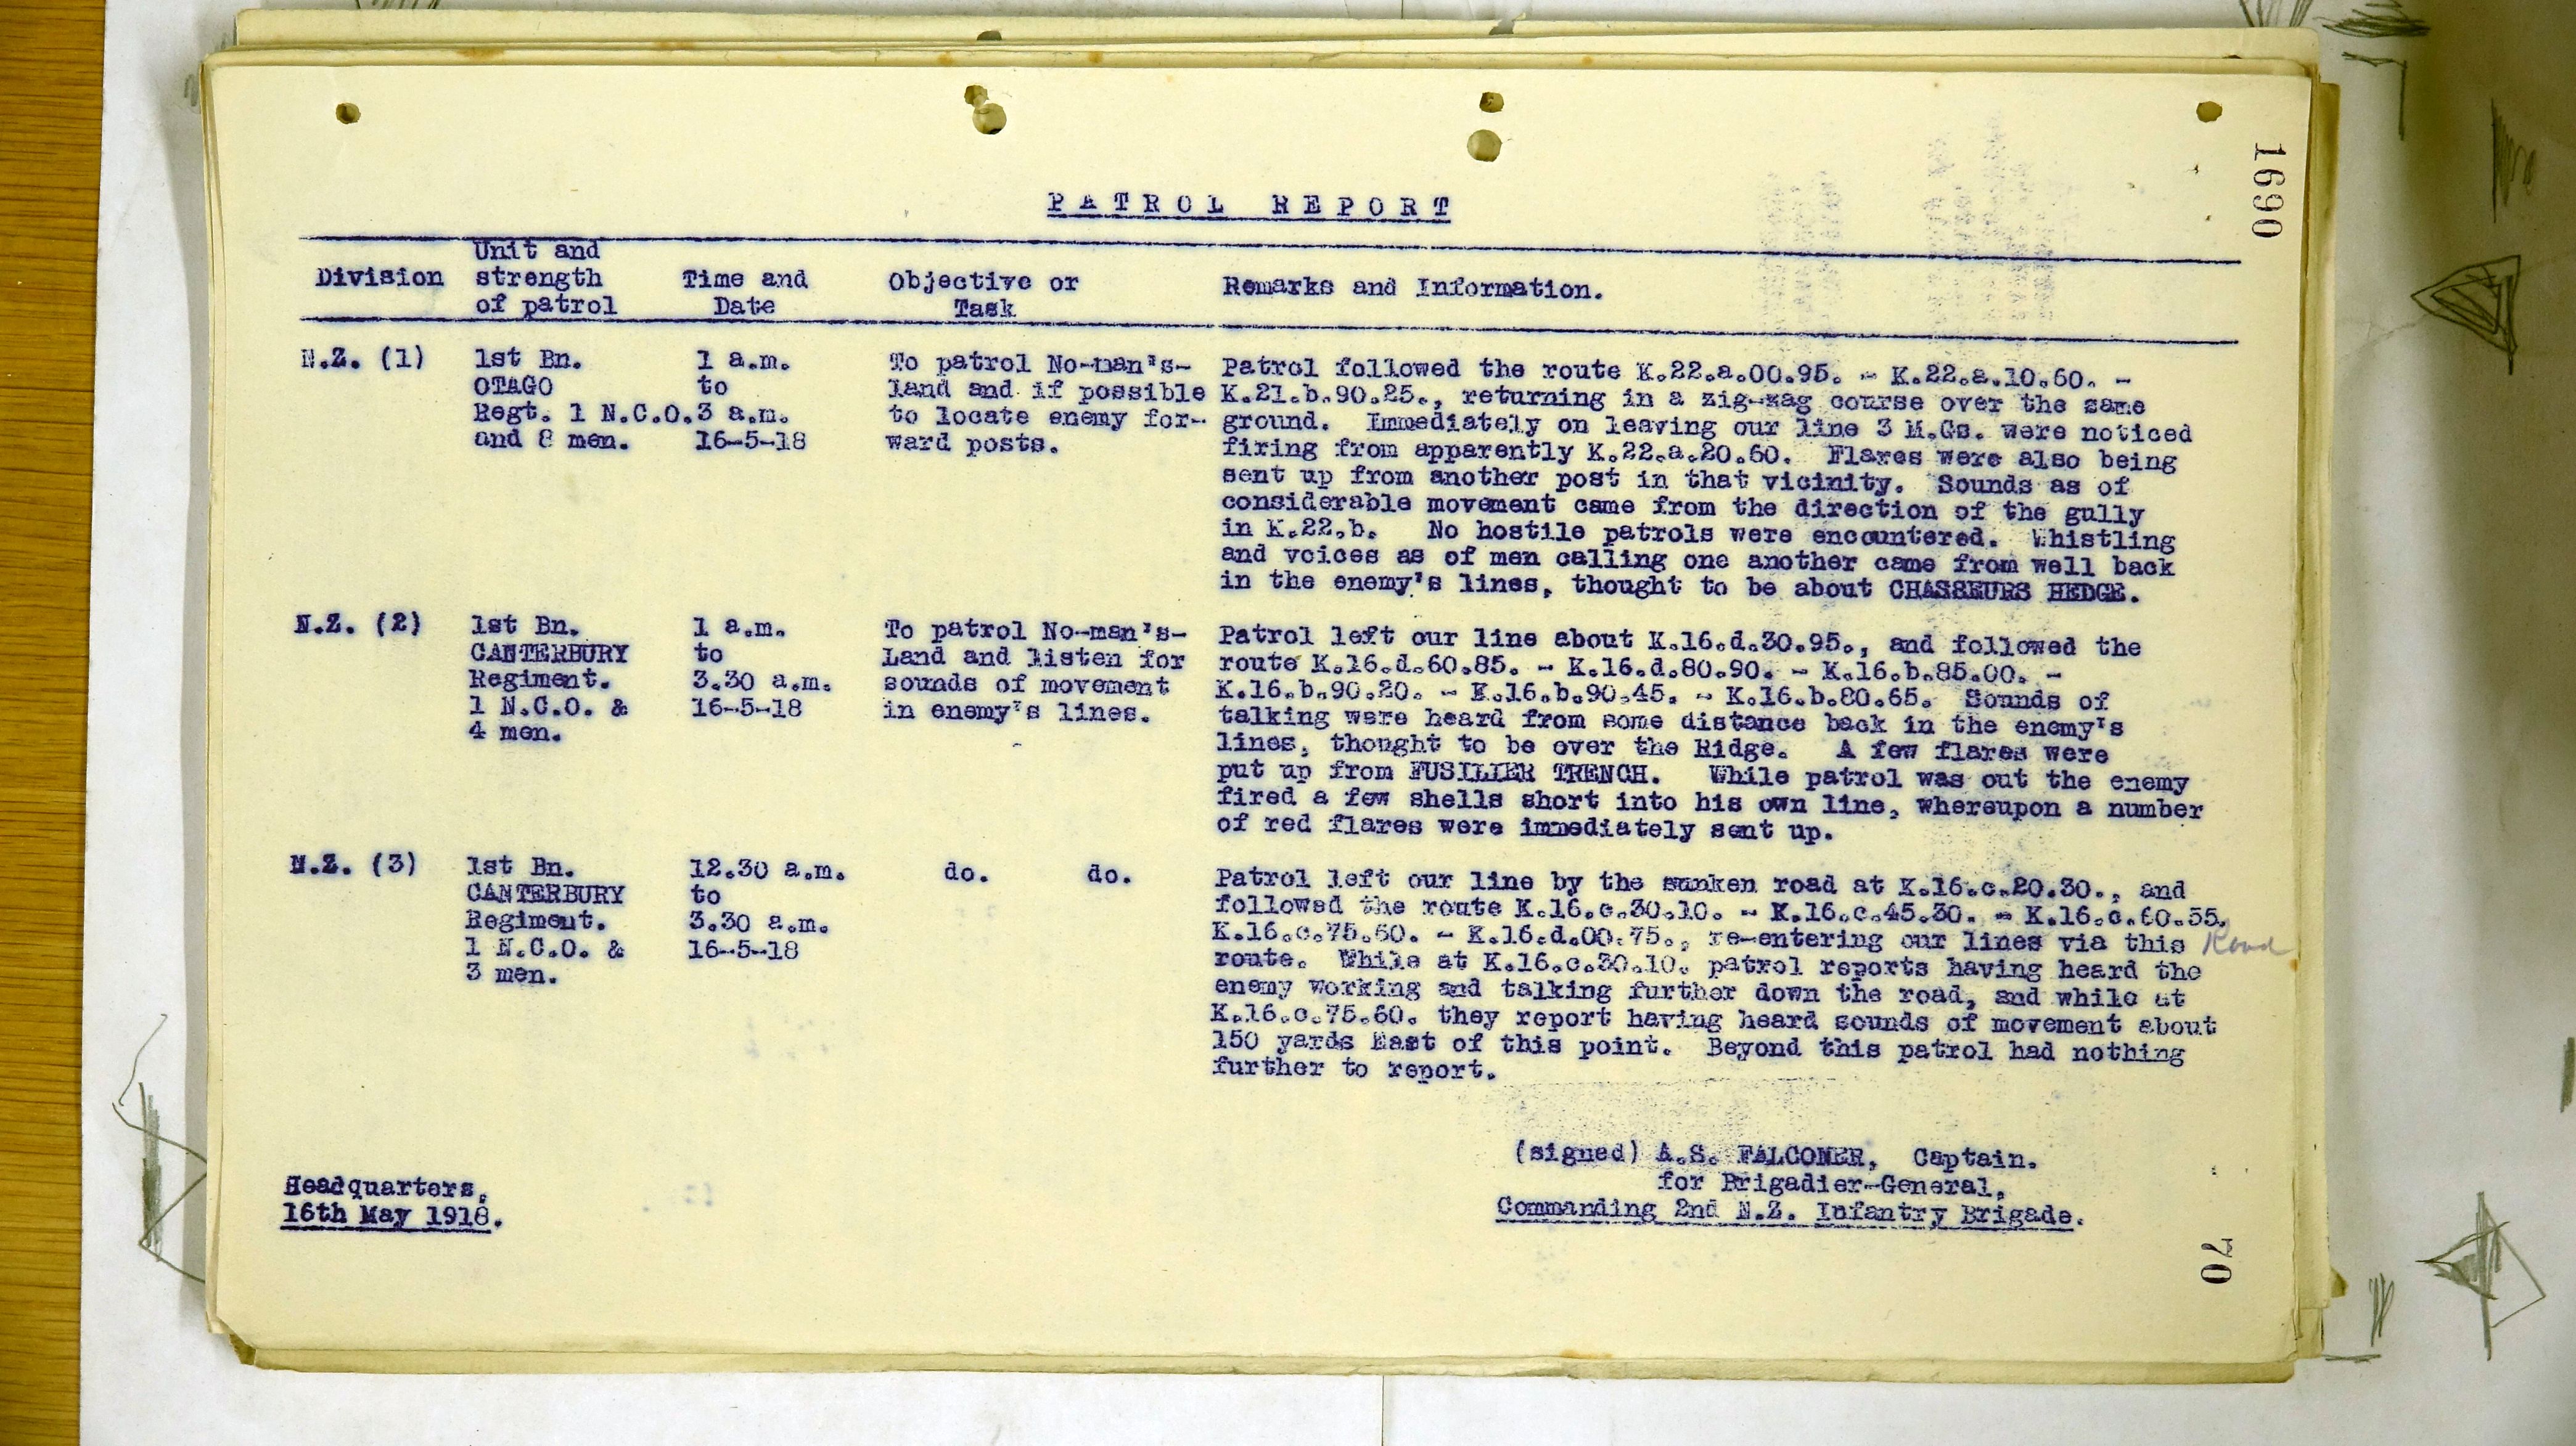 1690
PATROL REPORT
Division
Unit and
strength
of patrol
Time and
Date
Objective or
Task
Remarks and Information.
N.Z. (1)
1st Bn.
OTAGO
Regt. 1 N.C.O.
and 8 men.
1 a.m.
to
3 a.m.
16-5-18
To patrol No-man's-
land and if possible
to locate enemy for-
ward posts.
Patrol followed the route K.22.a.00.95. - K.22.a.10.60. -
K.21.b.90.25., returning in a zig-zag course over the same
ground. Immediately on leaving our line 3 M.Gs. were noticed
firing from apparently K.22.a.20.60. Flares were also being
sent up from another post in that vicinity. Sounds as of
considerable movement came from the direction of the gully
in K.22.b. No hostile patrols were encountered. Whistling
and voices as of men calling one another came from well back
in the enemy's lines, thought to be about CHASSEURS HEDGE.
N.Z. (2)
1st Bn.
CANTERBURY
Regiment.
1 N.C.O. &
4 men.
1 a.m.
to
3.30 a.m.
16-5-18
To patrol No-man's-
Land and listen for
sounds of movement
in enemy's lines.
Patrol left our line about K.16.d.30.95., and followed the
route K.16.d.60.85. - K.16.d.80.90. - K.16.b.85.00. -
K.16.b.90.20. - K.16.b.90.45. - K.16.b.80.65. Sounds of
talking were heard from some distance back in the enemy's
lines, thought to be over the Ridge. A few flares were
put up from FUSILIER TRENCH. While patrol was out the enemy
fired a few shells short into his own line, whereupon a number
of red flares were immediately sent up.
N.Z. (3)
1st Bn.
CANTERBURY
Regiment.
1 N.C.O. &
3 men.
12.30 a.m.
to
3.30 a.m.
16-5-18
do. do.
Patrol left our line by the sunken road at K.16.c.20.30., and
followed the route K.16.c.30.10. - K.16.c.45.30. - K.16.c.60.55.
K.16.c.75.60. - K.16.d.00.75., re-entering our lines via this Road
route. While at K.16.c.30.10. patrol reports having heard the
enemy working and talking further down the road, and while at
K.16.c.75.60. they report having heard sounds of movement about
150 yards East of this point. Beyond this patrol had nothing
further to report.
(signed) A.S. FALCONER, Captain.
for Brigadier-General,
Commanding 2nd N.Z. Infantry Brigade.
Headquarters,
16th May 1918.
70